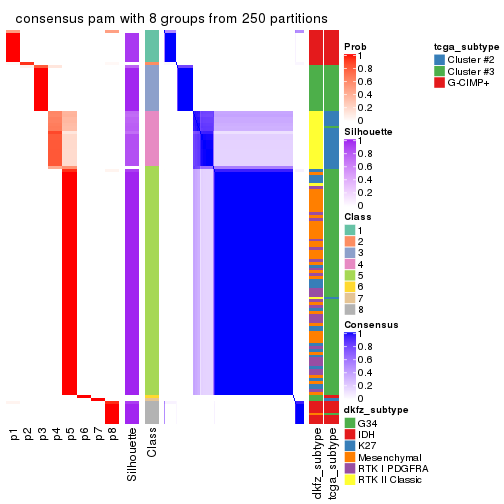 consensus pam with 8 groups from 250 partitions
p1
p2
p3
p4
p5
p6
p7
p8
Silhouette
Class
dkfz_subtype
tcga_subtype
Prob
1
0.8
0.6
0.4
0.2
0
Silhouette
1
0.8
0.6
0.4
0.2
0
Class
1
2
3
4
5
6
7
8
Consensus
1
0.8
0.6
0.4
0.2
0
dkfz_subtype
G34
IDH
K27
Mesenchymal
RTK I PDGFRA
RTK II Classic
tcga_subtype
Cluster #2
Cluster #3
G-CIMP+